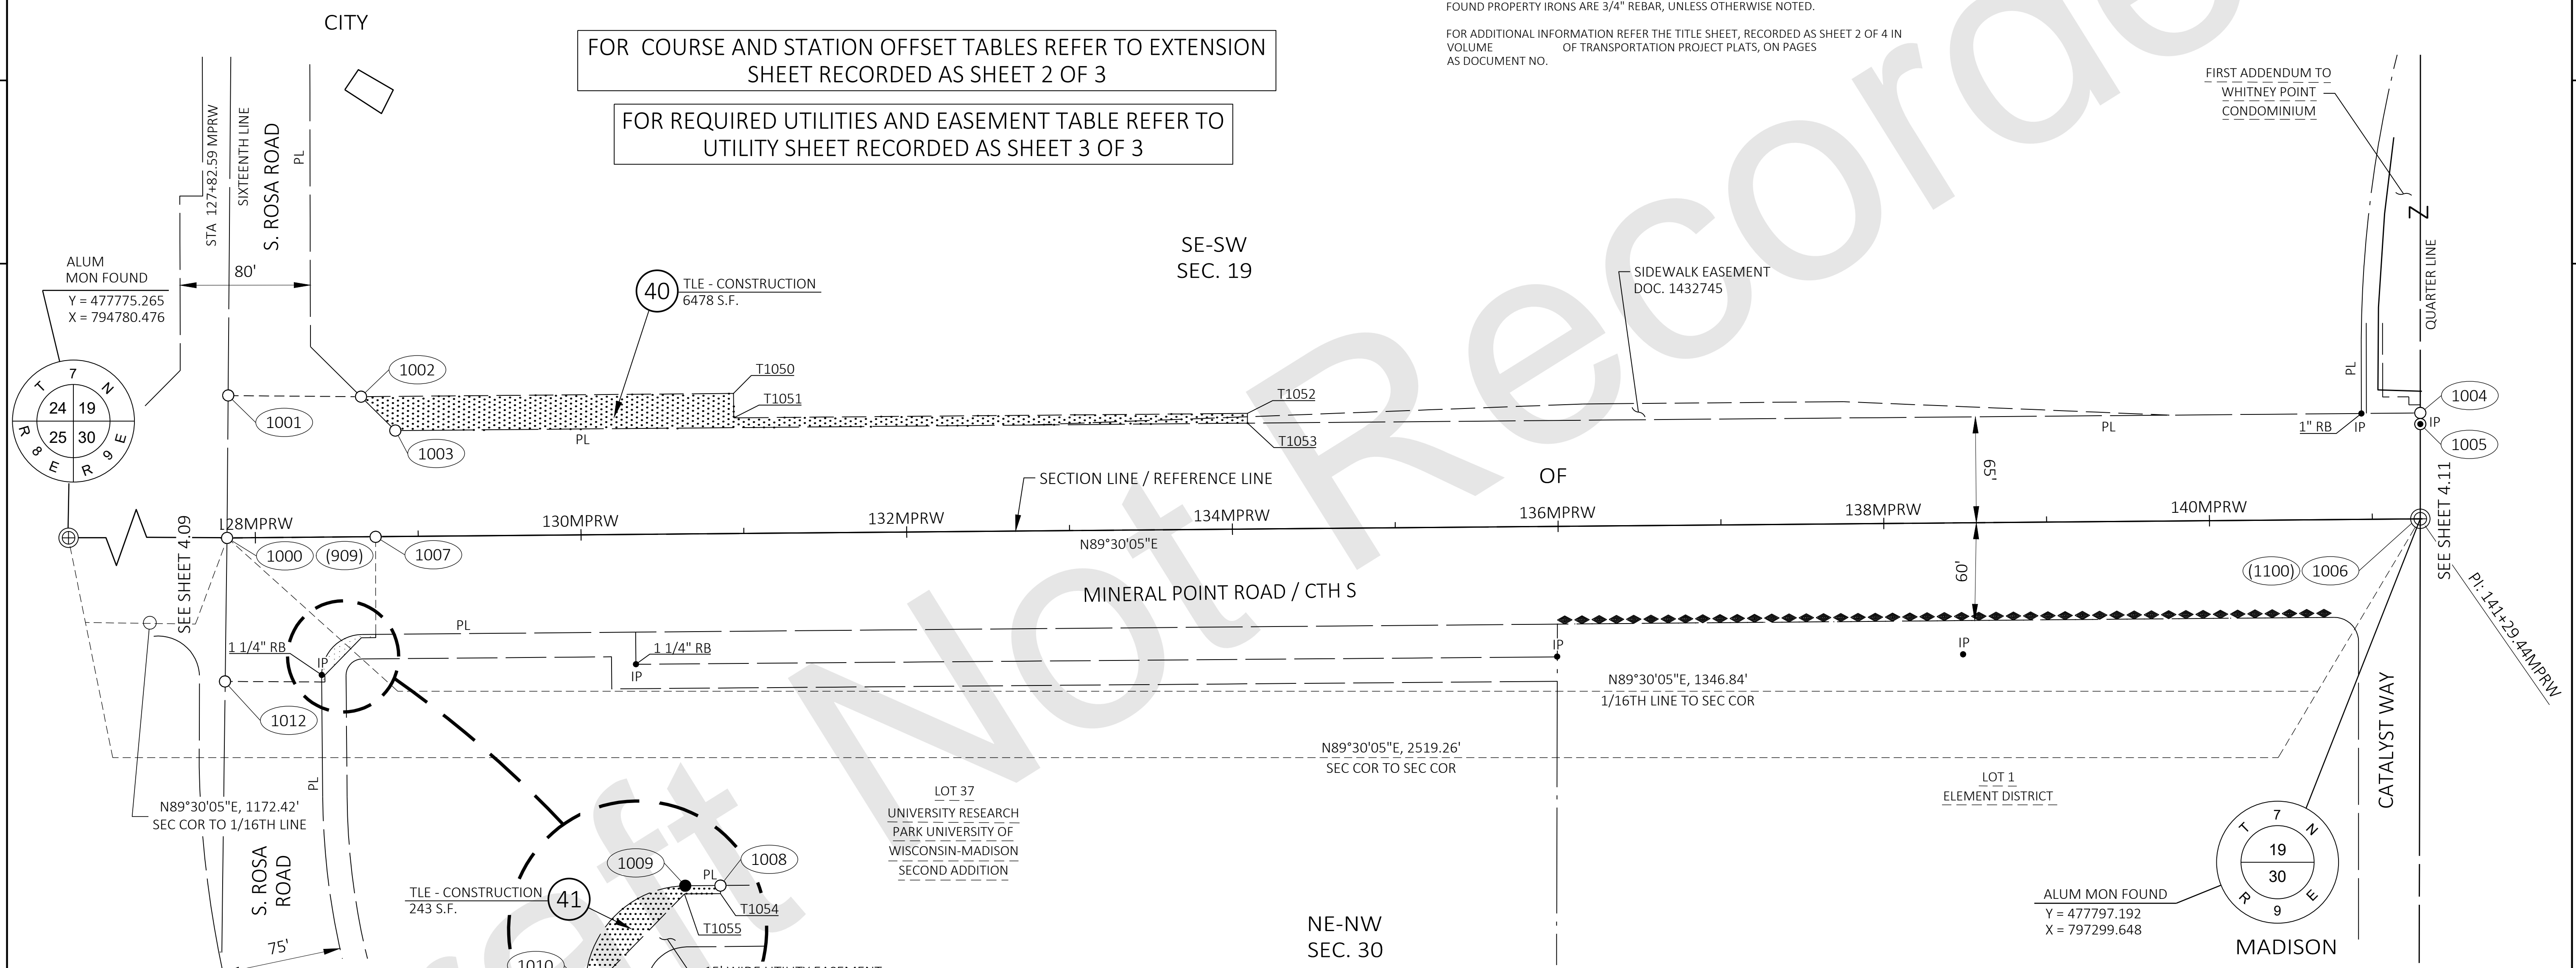 FOUND PROPERTY IRONS ARE 3/4" REBAR, UNLESS OTHERWISE NOTED.
FOR ADDITIONAL INFORMATION REFER THE TITLE SHEET, RECORDED AS SHEET 2 OF 4 IN
VOLUME OF TRANSPORTATION PROJECT PLATS, ON PAGES
AS DOCUMENT NO.
CITY
FOR COURSE AND STATION OFFSET TABLES REFER TO EXTENSION
SHEET RECORDED AS SHEET 2 OF 3
FOR REQUIRED UTILITIES AND EASEMENT TABLE REFER TO
UTILITY SHEET RECORDED AS SHEET 3 OF 3
FIRST ADDENDUM TO
WHITNEY POINT
CONDOMINIUM
STA 127+82.59 MPRW
SIXTEENTH LINE
S. ROSA ROAD
PL
80'
ALUM
MON FOUND
Y = 477775.265
X = 794780.476
T 7 N
24 19
25 30
R 8 E R 9 E
SE-SW
SEC. 19
40
TLE - CONSTRUCTION
6478 S.F.
SIDEWALK EASEMENT
DOC. 1432745
N
QUARTER LINE
PL
1001
1002
1003
T1050
T1051
T1052
T1053
PL
PL
1" RB
IP
IP
1004
1005
SECTION LINE / REFERENCE LINE
OF
65'
SEE SHEET 4.09
128MPRW
130MPRW
132MPRW
134MPRW
136MPRW
138MPRW
140MPRW
SEE SHEET 4.11
1000
(909)
1007
N89°30'05"E
60'
(1100)
1006
PI: 141+29.44MPRW
MINERAL POINT ROAD / CTH S
PL
1 1/4" RB
IP
1 1/4" RB
IP
IP
IP
1012
N89°30'05"E, 1346.84'
1/16TH LINE TO SEC COR
CATALYST WAY
N89°30'05"E, 2519.26'
SEC COR TO SEC COR
PL
N89°30'05"E, 1172.42'
SEC COR TO 1/16TH LINE
LOT 37
UNIVERSITY RESEARCH
PARK UNIVERSITY OF
WISCONSIN-MADISON
SECOND ADDITION
LOT 1
ELEMENT DISTRICT
S. ROSA
ROAD
75'
1009
1008
PL
TLE - CONSTRUCTION
243 S.F.
41
T1054
T1055
1010
15' WIDE UTILITY EASEMENT
NE-NW
SEC. 30
T 7 N
19
30
R 9 E
ALUM MON FOUND
Y = 477797.192
X = 797299.648
MADISON
Draft Not Recorded